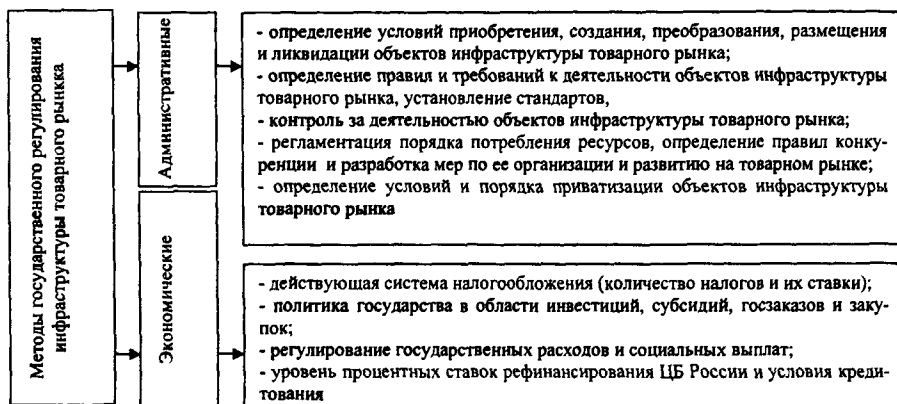 Методы государственного регулирования
инфраструктуры товарного рынка
Административные
- определение условий приобретения, создания, преобразования, размещения
и ликвидации объектов инфраструктуры товарного рынка;
- определение правил и требований к деятельности объектов инфраструктуры
товарного рынка, установление стандартов,
- контроль за деятельностью объектов инфраструктуры товарного рынка;
- регламентация порядка потребления ресурсов, определение правил конку-
ренции и разработка мер по ее организации и развитию на товарном рынке;
- определение условий и порядка приватизации объектов инфраструктуры
товарного рынка
Экономические
- действующая система налогообложения (количество налогов и их ставки);
- политика государства в области инвестиций, субсидий, госзаказов и заку-
пок;
- регулирование государственных расходов и социальных выплат;
- уровень процентных ставок рефинансирования ЦБ России и условия креди-
тования